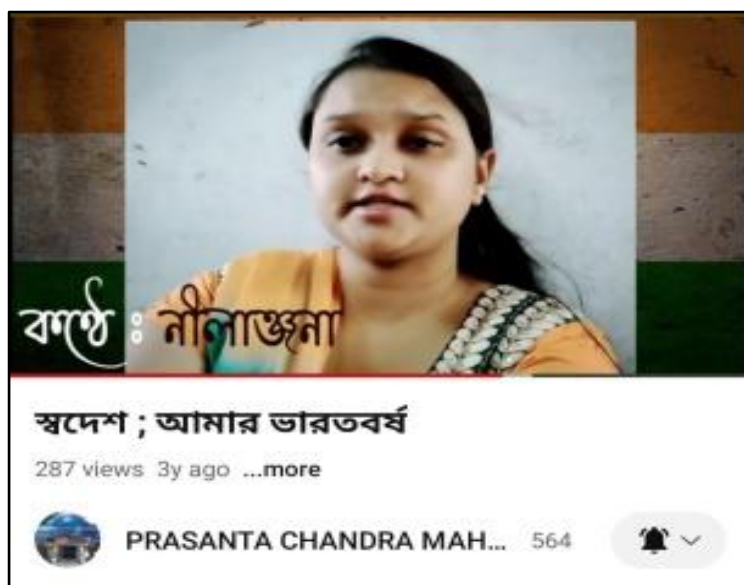 কণ্ঠে : নীলাঞ্জনা
স্বদেশ ; আমার ভারতবর্ষ
287 views 3y ago ...more
PRASANTA CHANDRA MAH... 564